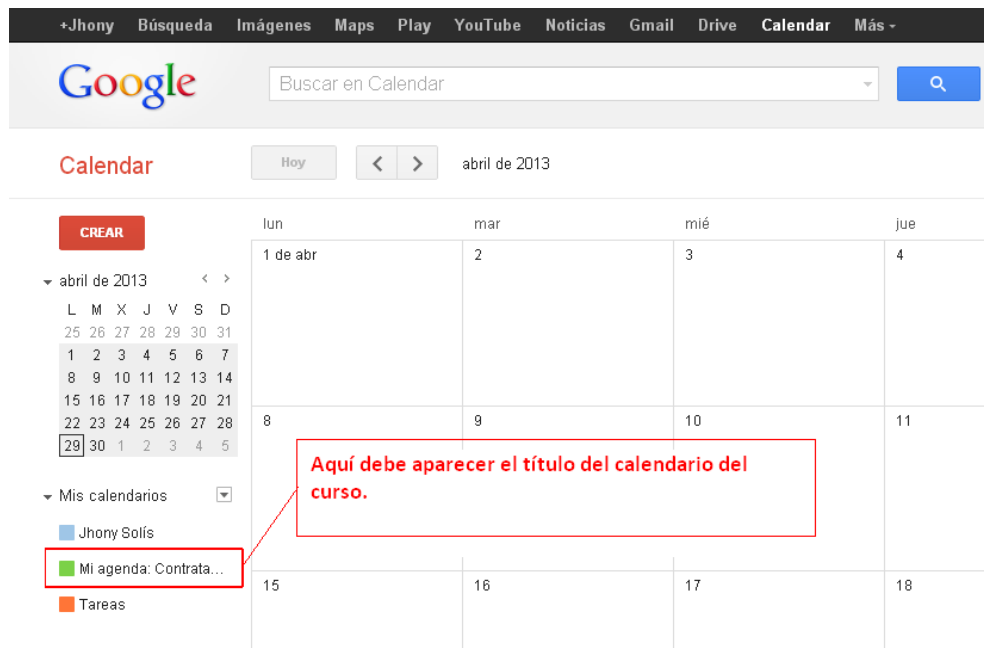 +Jhony Búsqueda Imágenes Maps Play YouTube Noticias Gmail Drive Calendar Más
Google
Buscar en Calendar
Calendar
Hoy
abril de 2013
CREAR
lun mar mié jue
1 de abr 2 3 4
abril de 2013
L M X J V S D
25 26 27 28 29 30 31
1 2 3 4 5 6 7
8 9 10 11 12 13 14
15 16 17 18 19 20 21
22 23 24 25 26 27 28
29 30 1 2 3 4 5
8 9 10 11
Aquí debe aparecer el título del calendario del
curso.
Mis calendarios
Jhony Solís
Mi agenda: Contrata...
Tareas
15 16 17 18